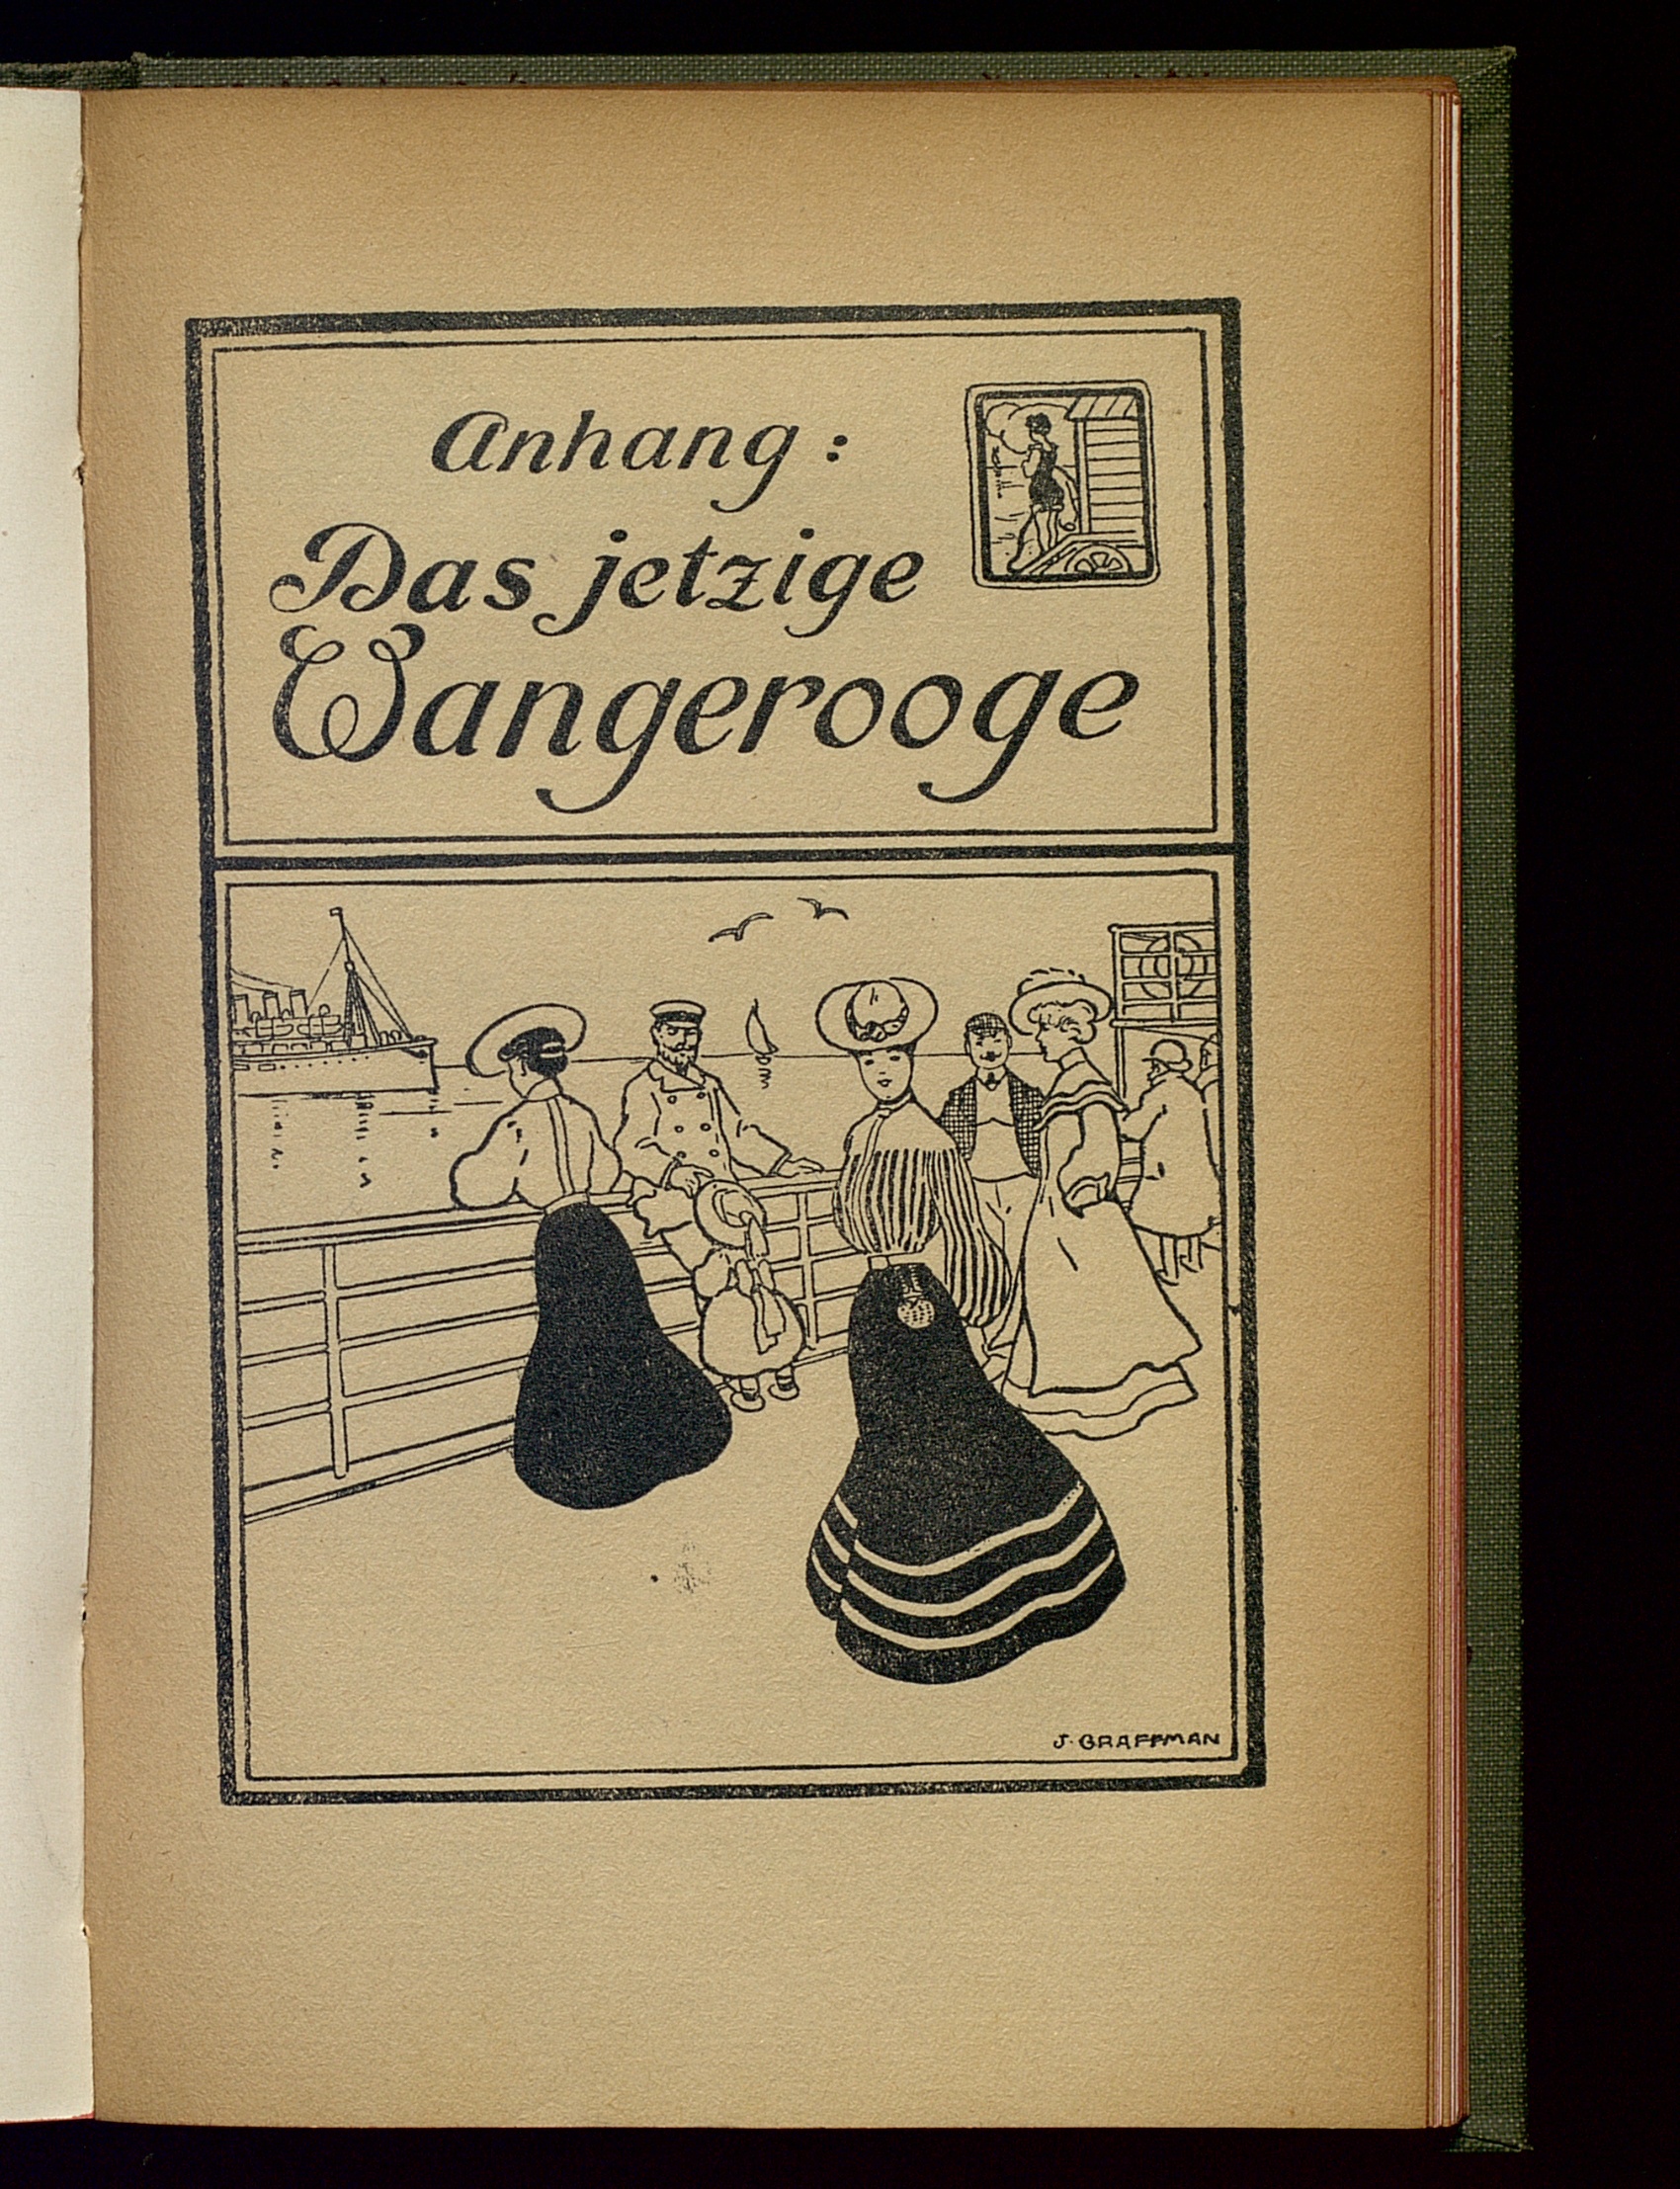 Anhang:
Das jetzige
Wangerooge
J. GRAFFMAN